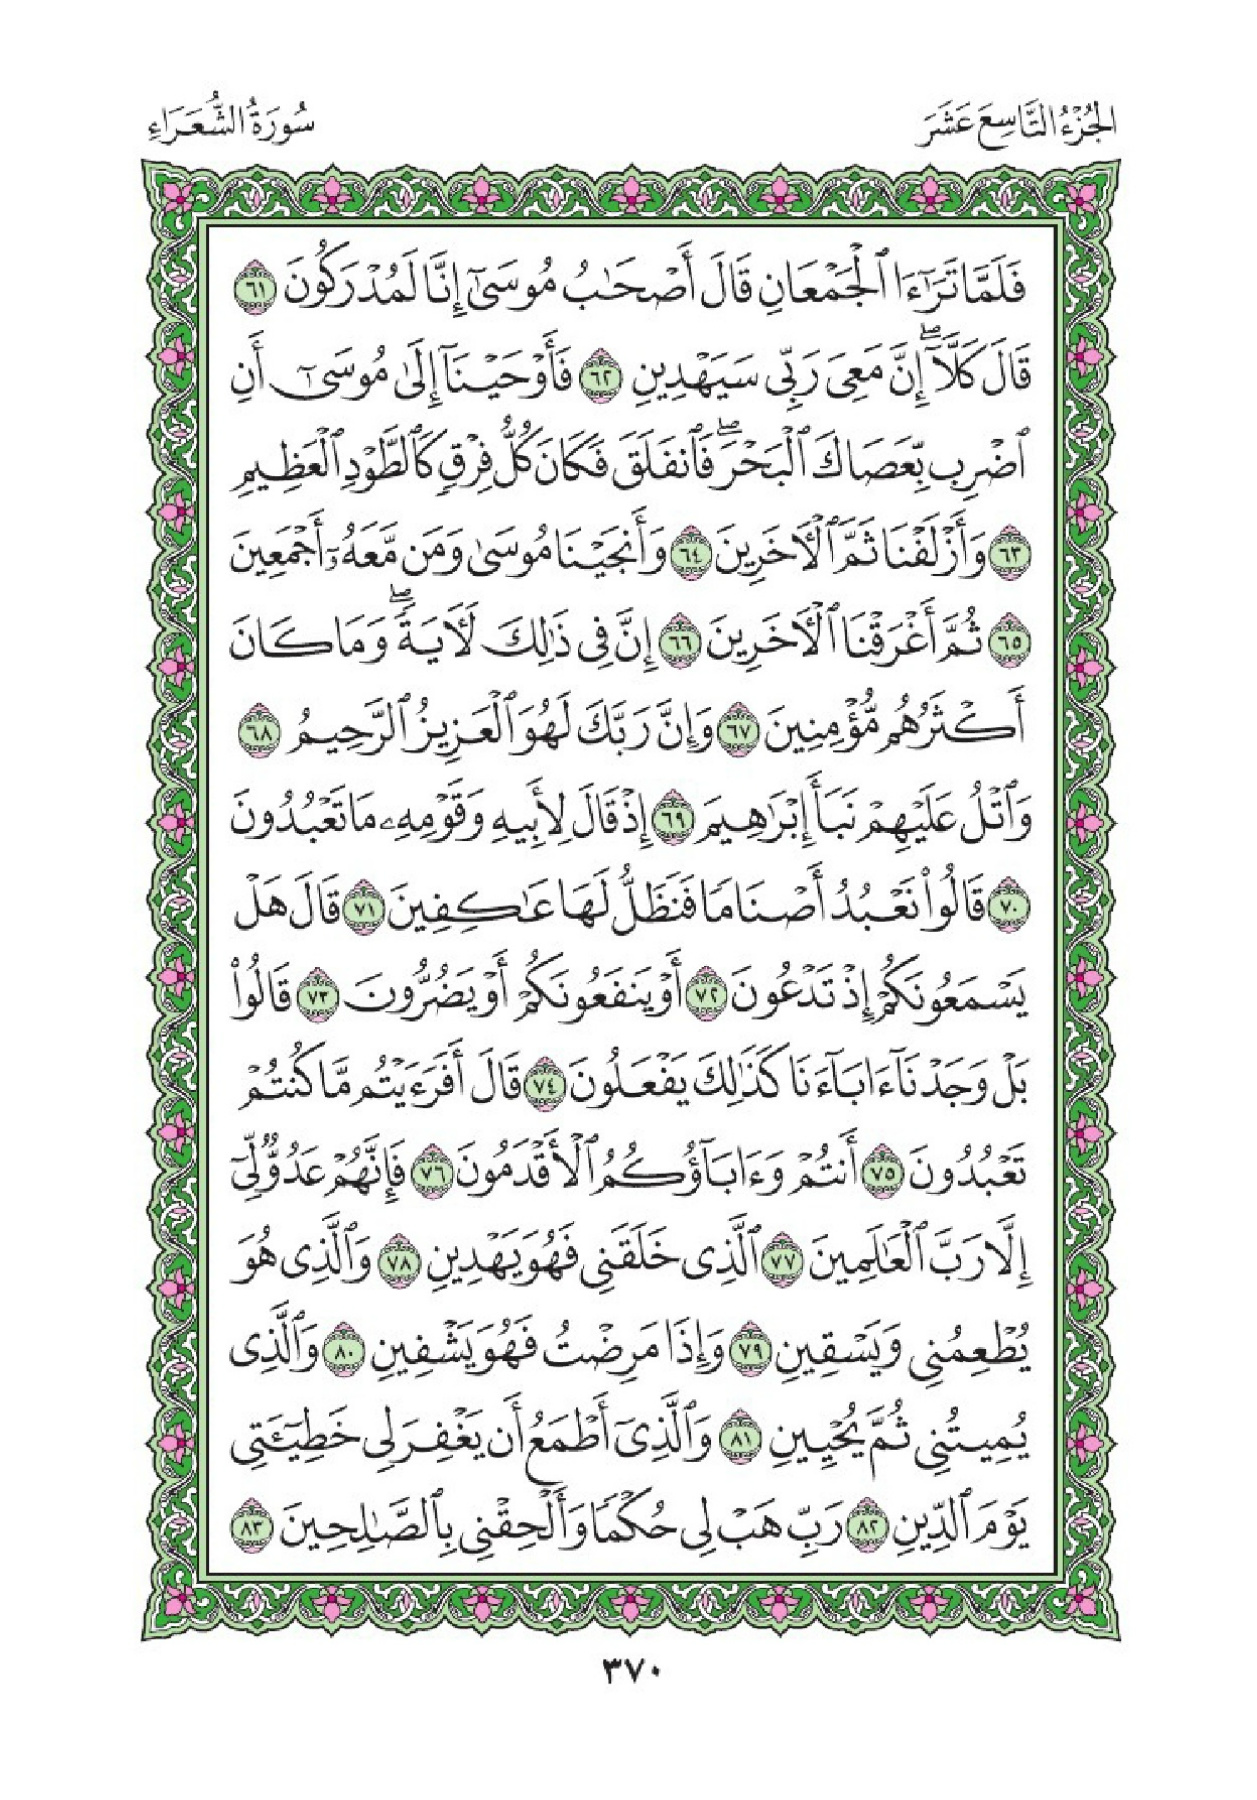 الجُزْءُ التَّاسِعَ عَشَرَ
سُورَةُ الشُّعَرَاءِ
فَلَمَّا تَرَٰٓءَا ٱلْجَمْعَانِ قَالَ أَصْحَٰبُ مُوسَىٰٓ إِنَّا لَمُدْرَكُونَ ٦١
قَالَ كَلَّآ ۖ إِنَّ مَعِىَ رَبِّى سَيَهْدِينِ ٦٢ فَأَوْحَيْنَآ إِلَىٰ مُوسَىٰٓ أَنِ
ٱضْرِب بِّعَصَاكَ ٱلْبَحْرَ ۖ فَٱنفَلَقَ فَكَانَ كُلُّ فِرْقٍ كَٱلطَّوْدِ ٱلْعَظِيمِ
٦٣ وَأَزْلَفْنَا ثَمَّ ٱلْـَٔاخَرِينَ ٦٤ وَأَنجَيْنَا مُوسَىٰ وَمَن مَّعَهُۥٓ أَجْمَعِينَ
٦٥ ثُمَّ أَغْرَقْنَا ٱلْـَٔاخَرِينَ ٦٦ إِنَّ فِى ذَٰلِكَ لَـَٔايَةً ۖ وَمَا كَانَ
أَكْثَرُهُم مُّؤْمِنِينَ ٦٧ وَإِنَّ رَبَّكَ لَهُوَ ٱلْعَزِيزُ ٱلرَّحِيمُ ٦٨
وَٱتْلُ عَلَيْهِمْ نَبَأَ إِبْرَٰهِيمَ ٦٩ إِذْ قَالَ لِأَبِيهِ وَقَوْمِهِۦ مَا تَعْبُدُونَ
٧٠ قَالُوا۟ نَعْبُدُ أَصْنَامًا فَنَظَلُّ لَهَا عَٰكِفِينَ ٧١ قَالَ هَلْ
يَسْمَعُونَكُمْ إِذْ تَدْعُونَ ٧٢ أَوْ يَنفَعُونَكُمْ أَوْ يَضُرُّونَ ٧٣ قَالُوا۟
بَلْ وَجَدْنَآ ءَابَآءَنَا كَذَٰلِكَ يَفْعَلُونَ ٧٤ قَالَ أَفَرَءَيْتُم مَّا كُنتُمْ
تَعْبُدُونَ ٧٥ أَنتُمْ وَءَابَآؤُكُمُ ٱلْأَقْدَمُونَ ٧٦ فَإِنَّهُمْ عَدُوٌّ لِّىٓ
إِلَّا رَبَّ ٱلْعَٰلَمِينَ ٧٧ ٱلَّذِى خَلَقَنِى فَهُوَ يَهْدِينِ ٧٨ وَٱلَّذِى هُوَ
يُطْعِمُنِى وَيَسْقِينِ ٧٩ وَإِذَا مَرِضْتُ فَهُوَ يَشْفِينِ ٨٠ وَٱلَّذِى
يُمِيتُنِى ثُمَّ يُحْيِينِ ٨١ وَٱلَّذِىٓ أَطْمَعُ أَن يَغْفِرَ لِى خَطِيٓـَٔتِى
يَوْمَ ٱلدِّينِ ٨٢ رَبِّ هَبْ لِى حُكْمًا وَأَلْحِقْنِى بِٱلصَّٰلِحِينَ ٨٣
٣٧٠